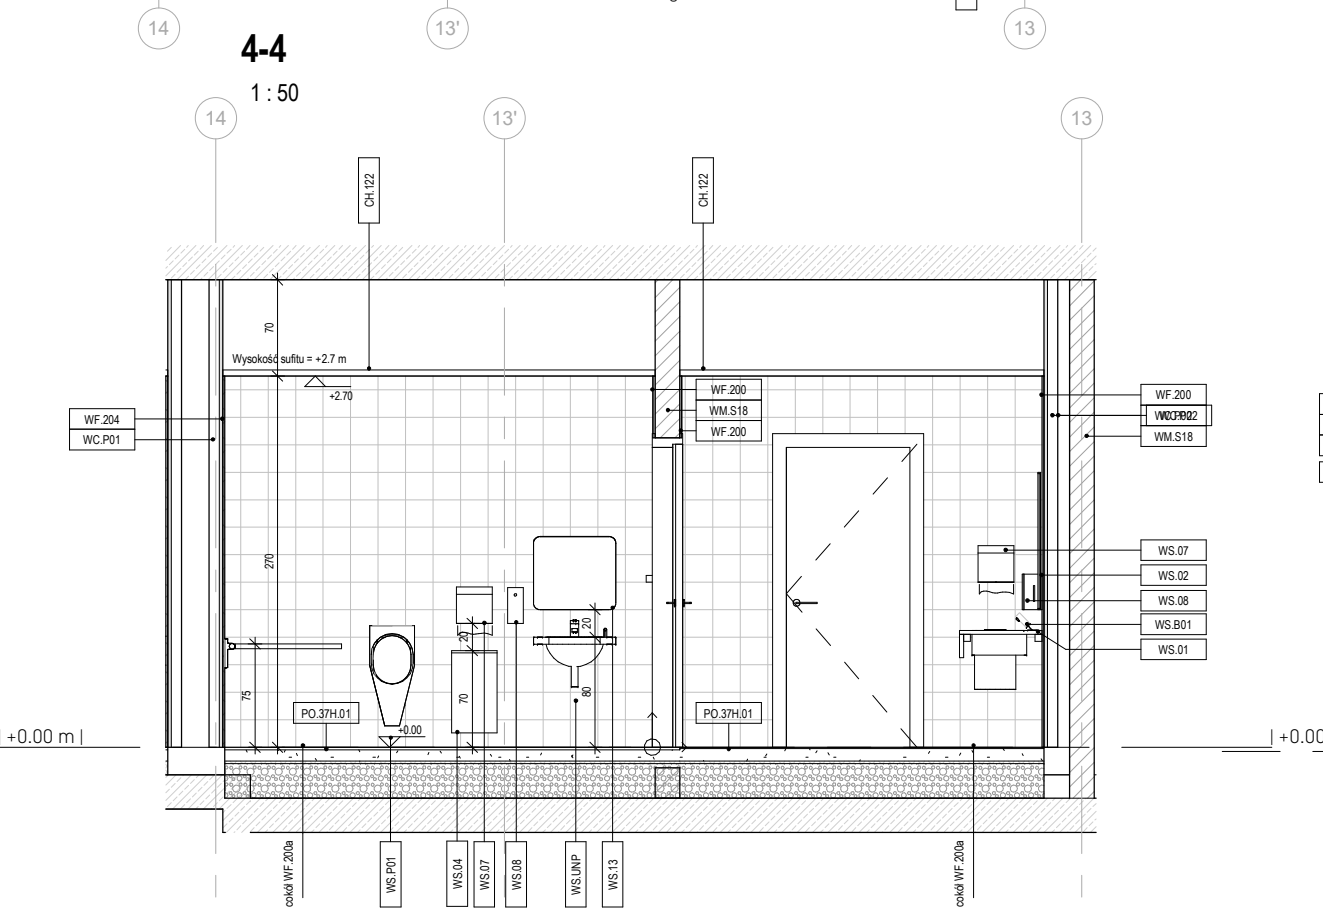 14
13'
13
4-4
1 : 50
14
13'
13
CH.122
CH.122
70
Wysokość sufitu = +2.7 m
+2.70
WF.200
WM.S18
WF.200
WF.204
WC.P01
WF.200
WM.S18
270
WS.07
WS.02
WS.08
WS.B01
WS.01
20
20
75
70
80
PO.37H.01
+0.00
PO.37H.01
+0.00 m |
| +0.00
cokół WF.200a
WS.P01
WS.04
WS.07
WS.08
WS.UNP
WS.13
cokół WF.200a